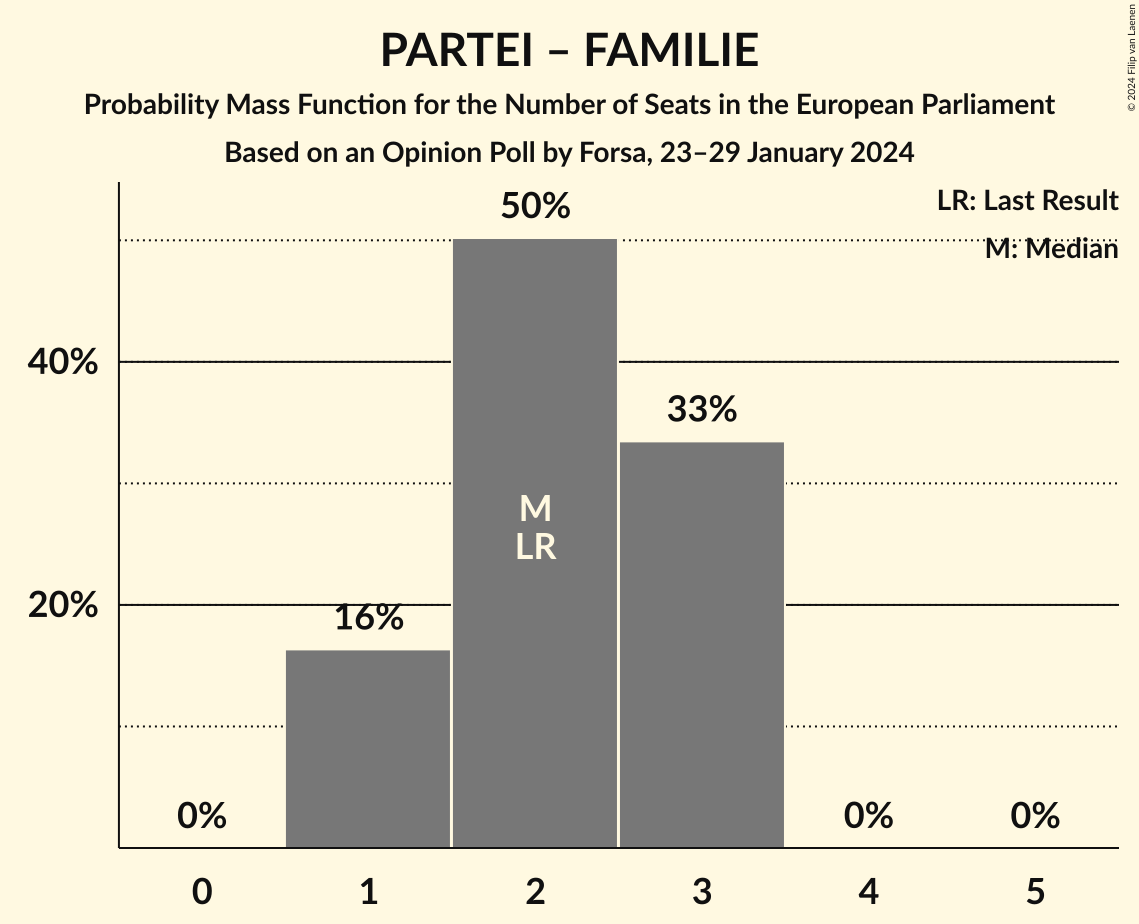 PARTEI – FAMILIE
Probability Mass Function for the Number of Seats in the European Parliament
Based on an Opinion Poll by Forsa, 23–29 January 2024
© 2024 Filip van Laenen
LR: Last Result
M: Median
50%
40%
33%
M
LR
20%
16%
0%
0%
0%
0
1
2
3
4
5